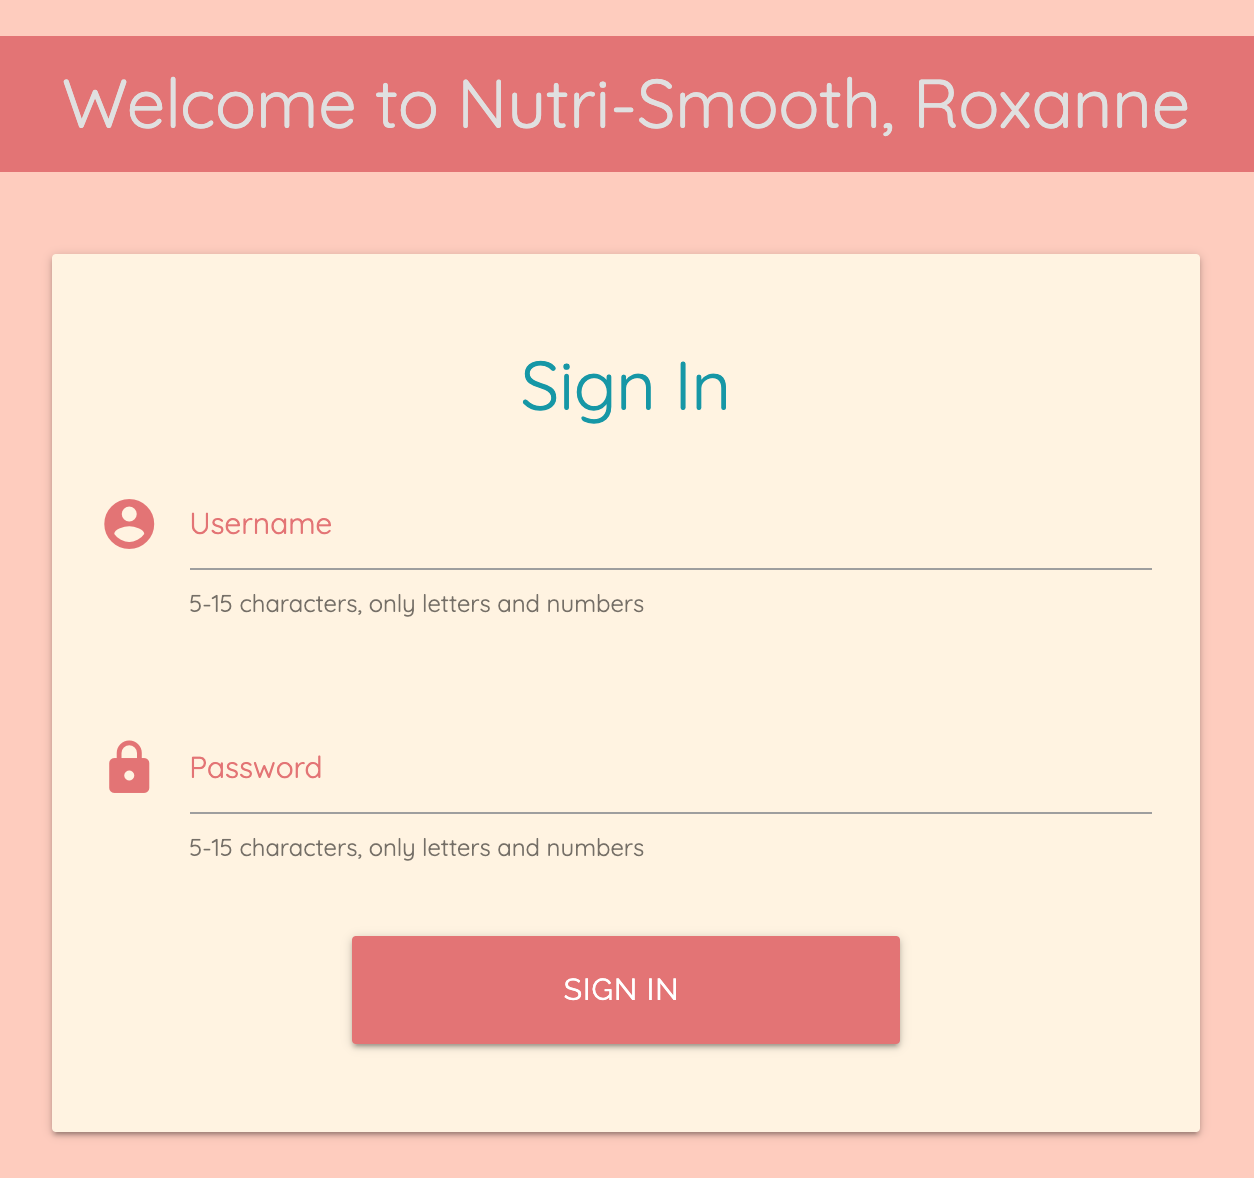 Welcome to Nutri-Smooth, Roxanne
Sign In
Username
5-15 characters, only letters and numbers
Password
5-15 characters, only letters and numbers
SIGN IN